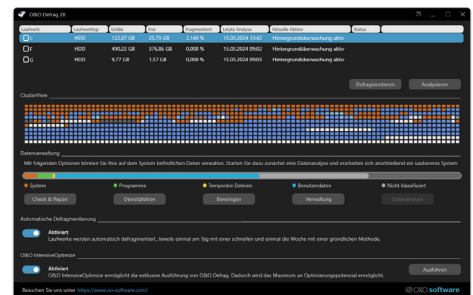 O&O Defrag 28
Laufwerk Laufwerktyp Größe Frei Fragmentiert Letzte Analyse Aktuelle Aktion Status
C HDD 122,87 GB 25,73 GB 2,140 % 15.03.2024 13:42 Hintergrundüberwachung aktiv
F HDD 490,22 GB 376,86 GB 0,000 % 15.03.2024 09:02 Hintergrundüberwachung aktiv
G HDD 9,77 GB 1,57 GB 0,000 % 15.03.2024 09:03 Hintergrundüberwachung aktiv
Defragmentieren Analysieren
ClusterView
Datenverwaltung
Mit folgenden Optionen können Sie Ihre auf dem System befindlichen Daten verwalten. Starten Sie dazu zunächst eine Datenanalyse und erarbeiten sich anschließend ein sauberes System
System Programme Temporäre Dateien Benutzerdaten Nicht klassifiziert
Check & Repair Deinstallation Bereinigen Verwaltung Datenanalyse
Automatische Defragmentierung
Aktiviert
Laufwerke werden automatisch defragmentiert. Jeweils einmal am Tag mit einer schnellen und einmal die Woche mit einer gründlichen Methode.
O&O IntensiveOptimize
Aktiviert
O&O IntensiveOptimize ermöglicht die exklusive Ausführung von O&O Defrag. Dadurch wird das Maximum an Optimierungspotenzial ermöglicht.
Ausführen
Besuchen Sie uns unter https://www.oo-software.com/
O&O software